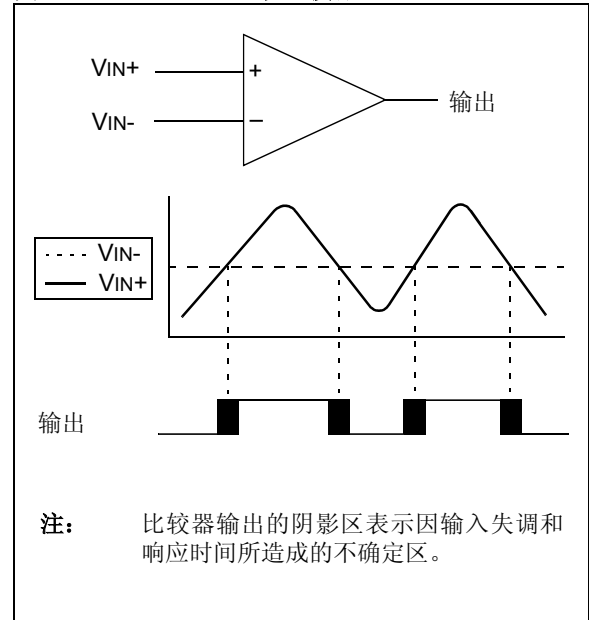 VIN+
+
输出
VIN-
–
VIN-
VIN+
输出
注： 比较器输出的阴影区表示因输入失调和
响应时间所造成的不确定区。